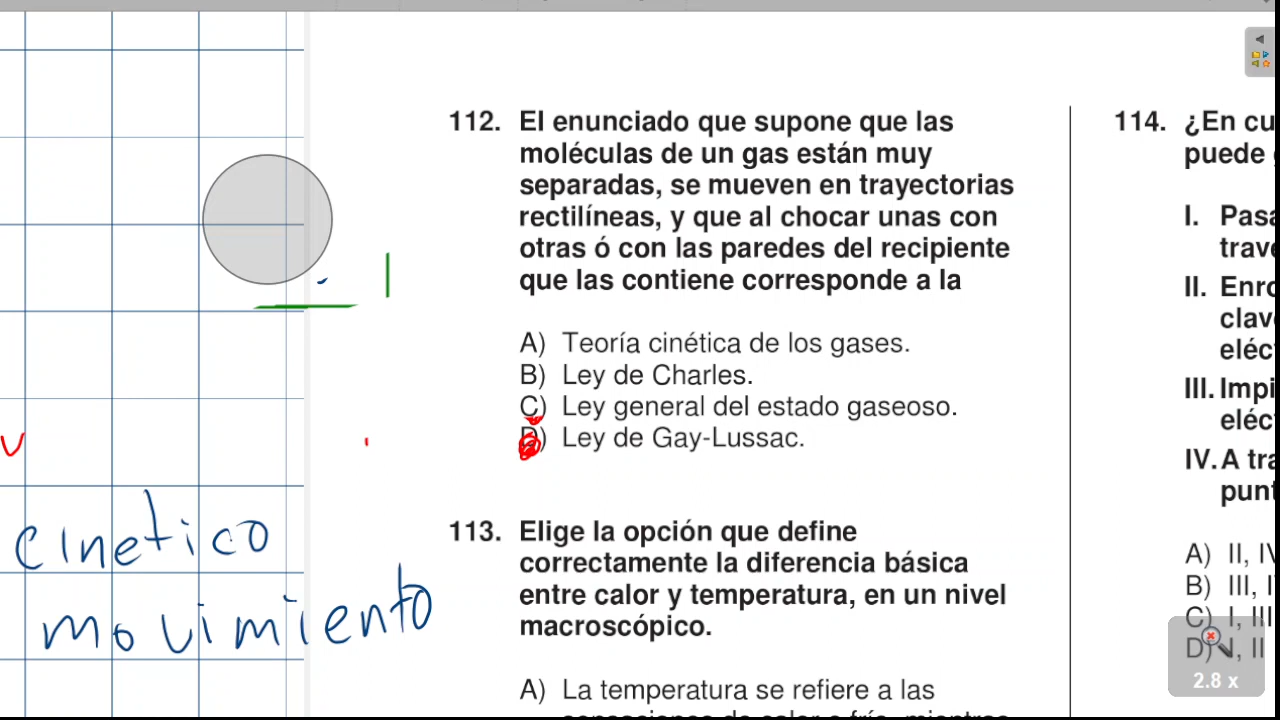 112. El enunciado que supone que las
moléculas de un gas están muy
separadas, se mueven en trayectorias
rectilíneas, y que al chocar unas con
otras ó con las paredes del recipiente
que las contiene corresponde a la
A) Teoría cinética de los gases.
B) Ley de Charles.
C) Ley general del estado gaseoso.
D) Ley de Gay-Lussac.
cinetico
movimiento
113. Elige la opción que define
correctamente la diferencia básica
entre calor y temperatura, en un nivel
macroscópico.
A) La temperatura se refiere a las
114. ¿En cu
puede
I. Pasa
trave
II. Enro
clav
eléc
III. Impi
eléc
IV. A tra
punt
A) II, IV
B) III, I
C) I, III
D) I, II
2.8 x